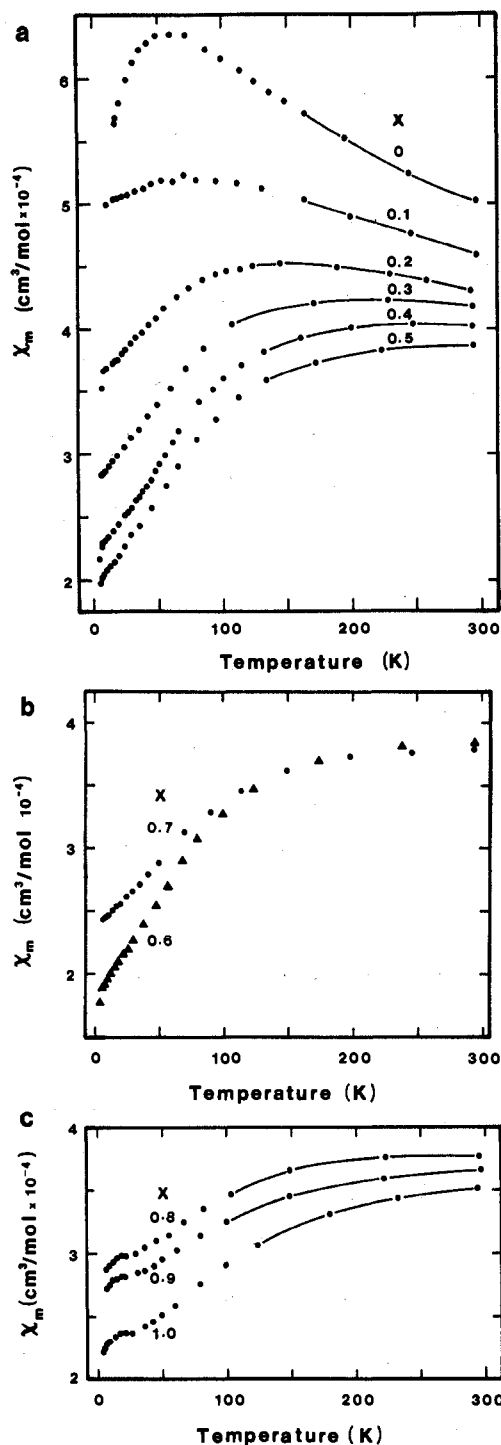 a
χm (cm³/mol×10⁻⁴)
6
5
4
3
2
X
0
0.1
0.2
0.3
0.4
0.5
0 100 200 300
Temperature (K)
b
χm (cm³/mol 10⁻⁴)
4
3
2
X
0.7
0.6
0 100 200 300
Temperature (K)
c
χm(cm³/mol×10⁻⁴)
4
3
2
X
0.8
0.9
1.0
0 100 200 300
Temperature (K)